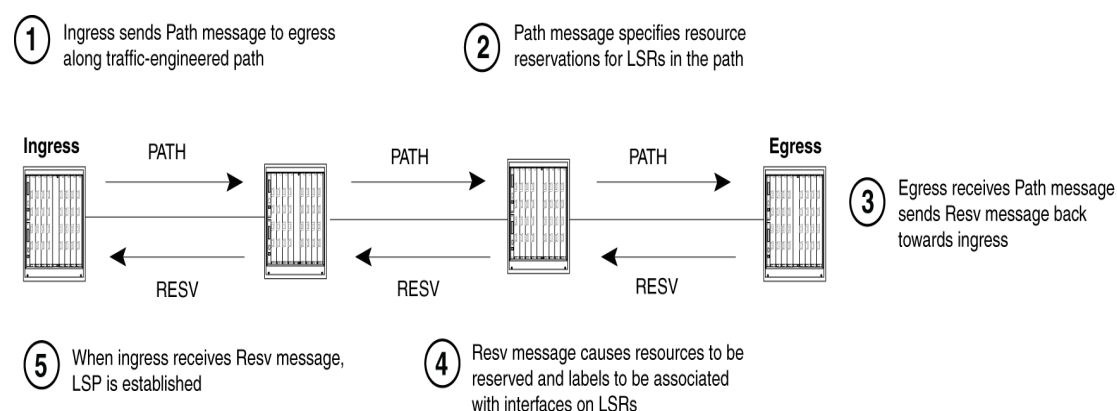 1
Ingress sends Path message to egress
along traffic-engineered path
2
Path message specifies resource
reservations for LSRs in the path
Ingress
PATH
PATH
PATH
Egress
3
Egress receives Path message
sends Resv message back
towards ingress
RESV
RESV
RESV
5
When ingress receives Resv message,
LSP is established
4
Resv message causes resources to be
reserved and labels to be associated
with interfaces on LSRs